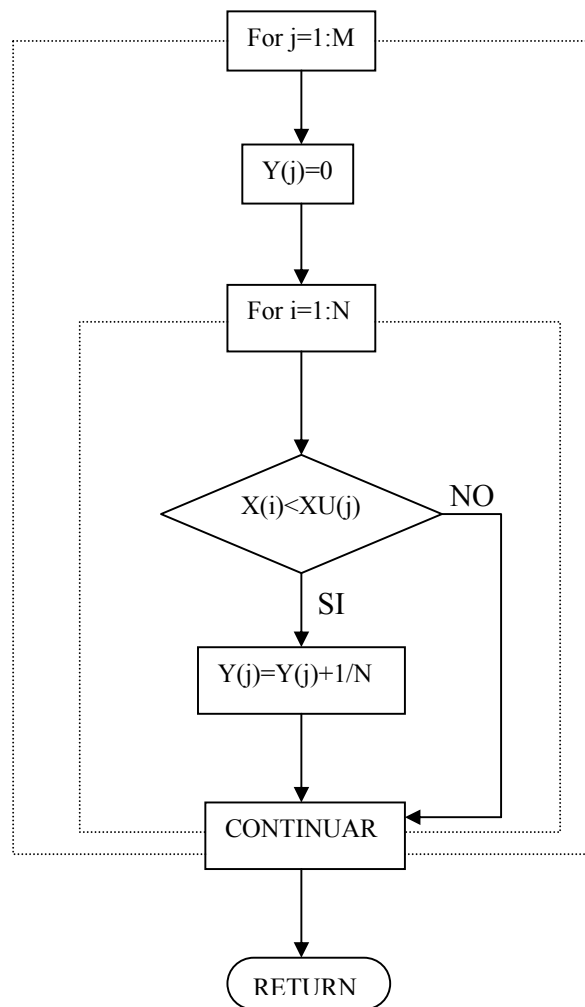 For j=1:M
Y(j)=0
For i=1:N
X(i)<XU(j)
NO
SI
Y(j)=Y(j)+1/N
CONTINUAR
RETURN